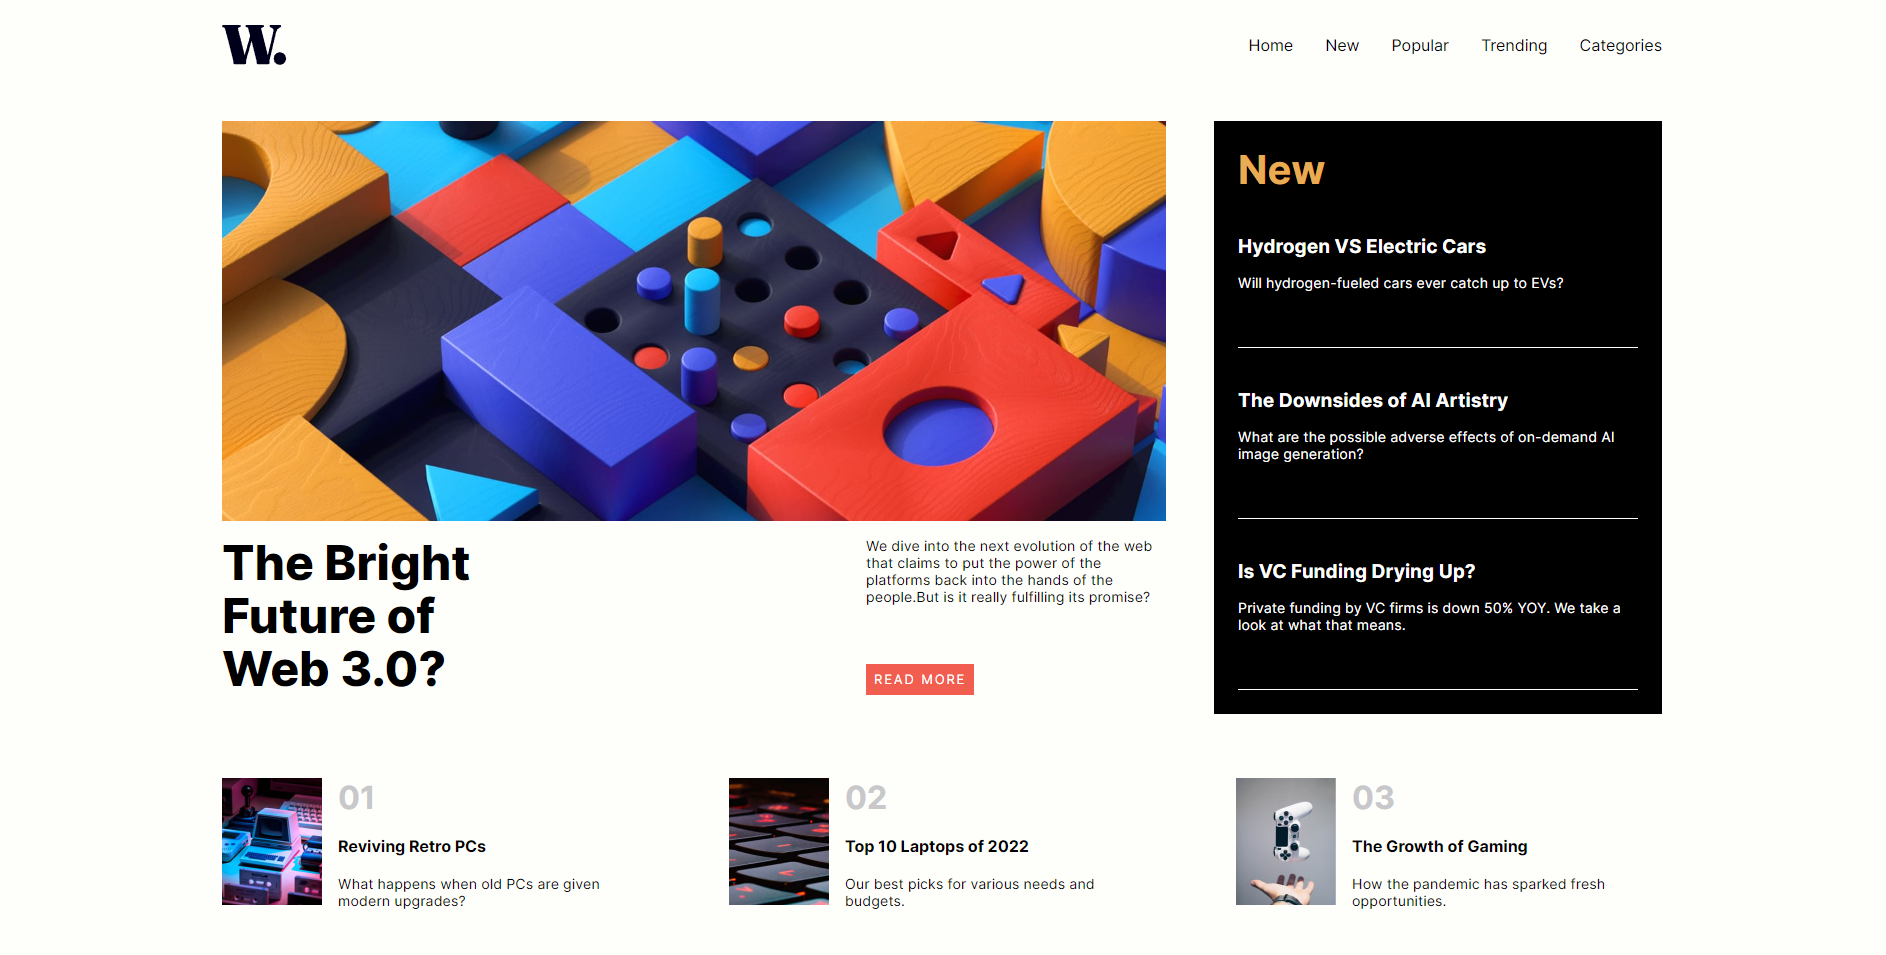 W.
Home New Popular Trending Categories
The Bright
Future of
Web 3.0?
We dive into the next evolution of the web
that claims to put the power of the
platforms back into the hands of the
people.But is it really fulfilling its promise?
READ MORE
New
Hydrogen VS Electric Cars
Will hydrogen-fueled cars ever catch up to EVs?
The Downsides of AI Artistry
What are the possible adverse effects of on-demand AI
image generation?
Is VC Funding Drying Up?
Private funding by VC firms is down 50% YOY. We take a
look at what that means.
01
Reviving Retro PCs
What happens when old PCs are given
modern upgrades?
02
Top 10 Laptops of 2022
Our best picks for various needs and
budgets.
03
The Growth of Gaming
How the pandemic has sparked fresh
opportunities.